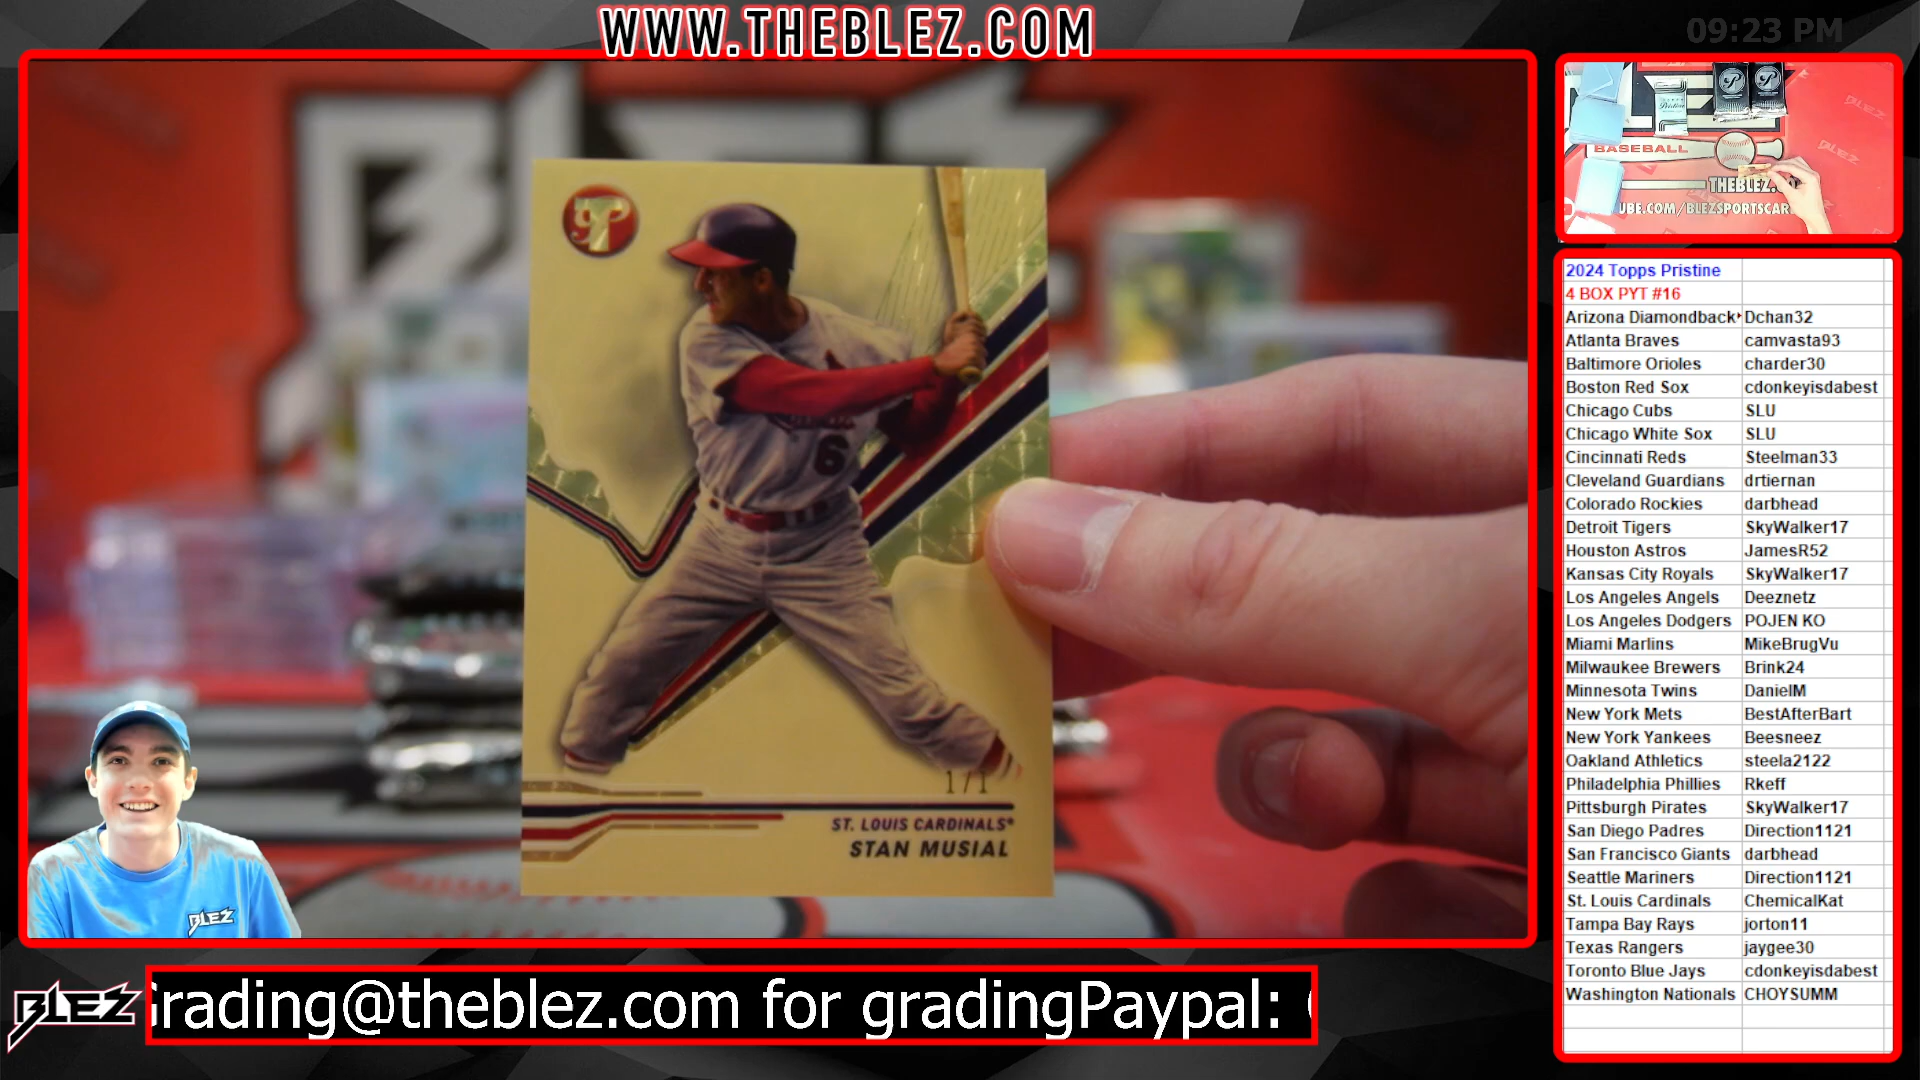 WWW.THEBLEZ.COM
09:23 PM
BASEBALL
THEBLEZ.
UBE.COM/BLEZSPORTSCAR
6
1/1
ST. LOUIS CARDINALS
STAN MUSIAL
BLEZ
BLEZ
rading@theblez.com for gradingPaypal:
2024 Topps Pristine
4 BOX PYT #16
Arizona Diamondback Dchan32
Atlanta Braves camvasta93
Baltimore Orioles charder30
Boston Red Sox cdonkeyisdabest
Chicago Cubs SLU
Chicago White Sox SLU
Cincinnati Reds Steelman33
Cleveland Guardians drtiernan
Colorado Rockies darbhead
Detroit Tigers SkyWalker17
Houston Astros JamesR52
Kansas City Royals SkyWalker17
Los Angeles Angels Deeznetz
Los Angeles Dodgers POJEN KO
Miami Marlins MikeBrugVu
Milwaukee Brewers Brink24
Minnesota Twins DanielM
New York Mets BestAfterBart
New York Yankees Beesneez
Oakland Athletics steela2122
Philadelphia Phillies Rkeff
Pittsburgh Pirates SkyWalker17
San Diego Padres Direction1121
San Francisco Giants darbhead
Seattle Mariners Direction1121
St. Louis Cardinals ChemicalKat
Tampa Bay Rays jorton11
Texas Rangers jaygee30
Toronto Blue Jays cdonkeyisdabest
Washington Nationals CHOYSUMM